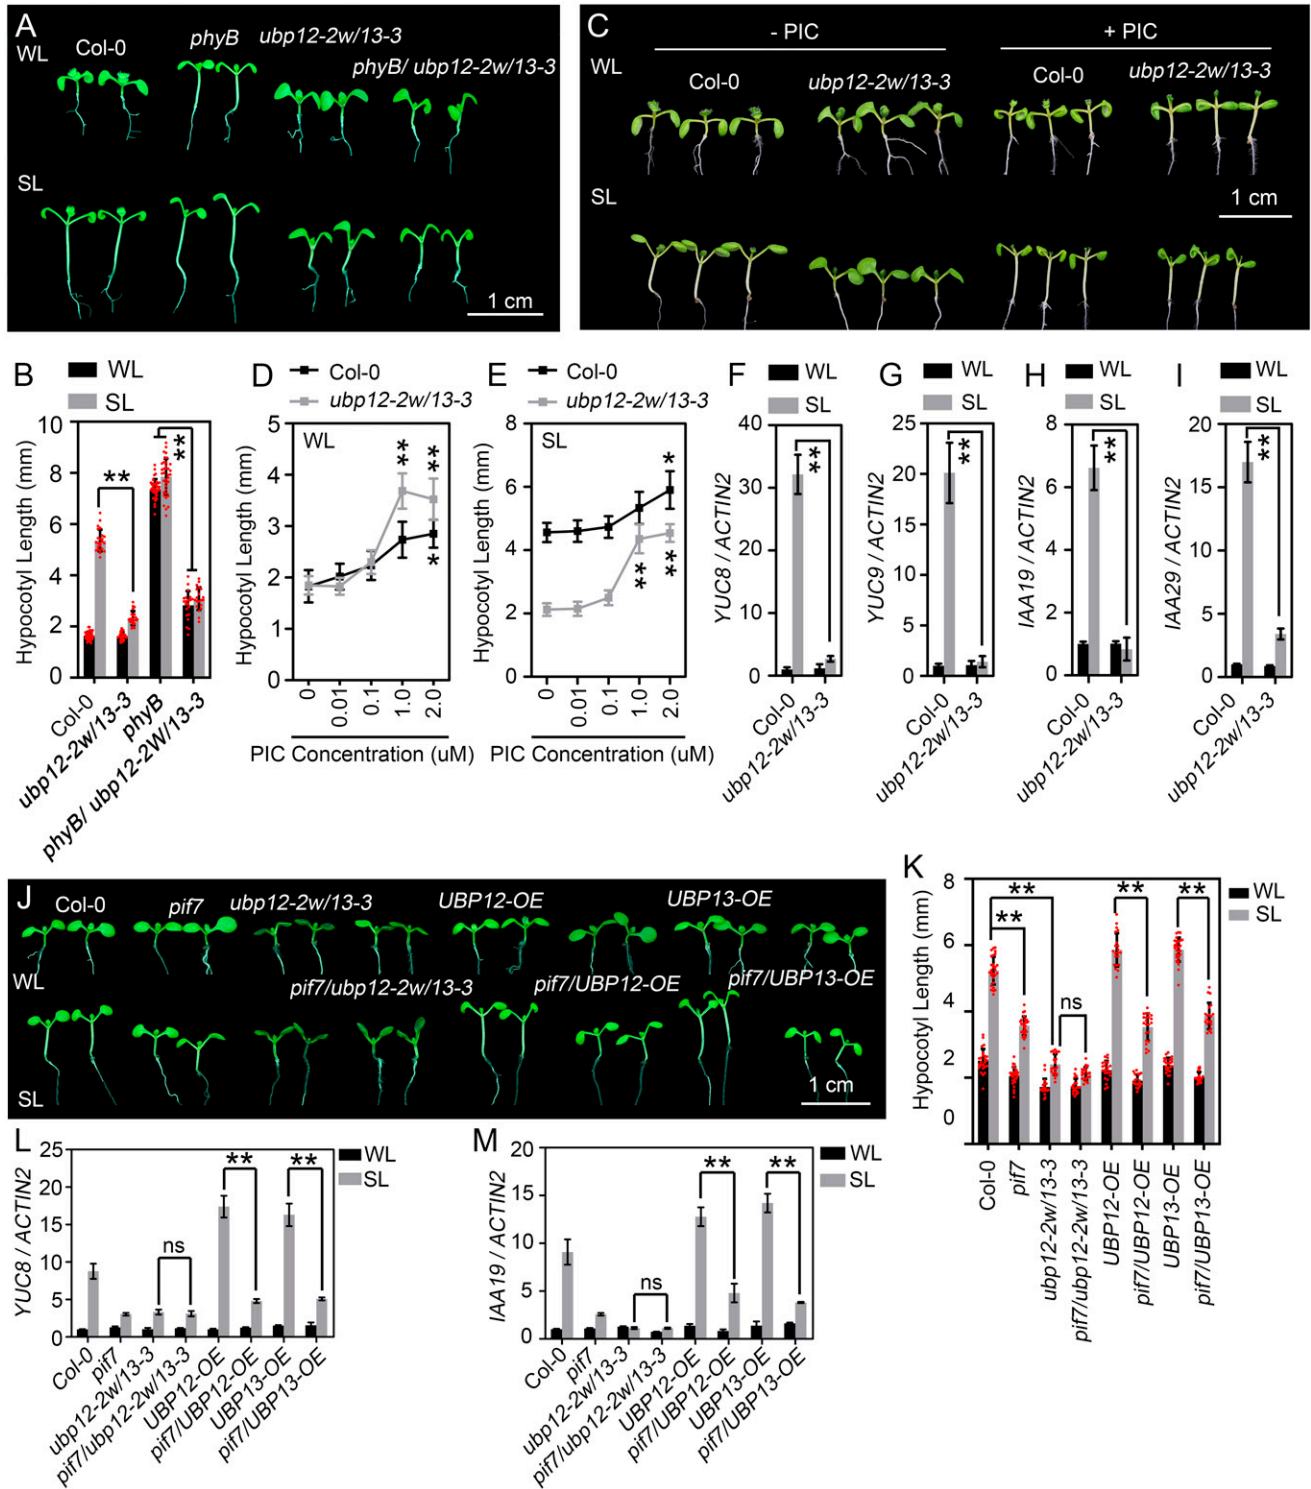 A
WL
Col-0
phyB
ubp12-2w/13-3
phyB/ ubp12-2w/13-3
SL
1 cm
C
- PIC
+ PIC
WL
Col-0
ubp12-2w/13-3
Col-0
ubp12-2w/13-3
SL
1 cm
B
WL
SL
Hypocotyl Length (mm)
10
8
6
4
2
0
**
**
Col-0
ubp12-2w/13-3
phyB
phyB/ ubp12-2W/13-3
D
Col-0
ubp12-2w/13-3
WL
Hypocotyl Length (mm)
5
4
3
2
1
0
**
**
*
0
0.01
0.1
1.0
2.0
PIC Concentration (uM)
E
Col-0
ubp12-2w/13-3
SL
Hypocotyl Length (mm)
8
6
4
2
0
*
**
**
0
0.01
0.1
1.0
2.0
PIC Concentration (uM)
F
WL
SL
YUC8 / ACTIN2
40
30
20
10
0
**
Col-0
ubp12-2w/13-3
G
WL
SL
YUC9 / ACTIN2
25
20
15
10
5
0
**
Col-0
ubp12-2w/13-3
H
WL
SL
IAA19 / ACTIN2
8
6
4
2
0
**
Col-0
ubp12-2w/13-3
I
WL
SL
IAA29 / ACTIN2
20
15
10
5
0
**
Col-0
ubp12-2w/13-3
J
Col-0
pif7
ubp12-2w/13-3
UBP12-OE
UBP13-OE
WL
pif7/ubp12-2w/13-3
pif7/UBP12-OE
pif7/UBP13-OE
SL
1 cm
K
WL
SL
Hypocotyl Length (mm)
8
6
4
2
0
**
**
ns
**
**
Col-0
pif7
ubp12-2w/13-3
pif7/ubp12-2w/13-3
UBP12-OE
pif7/UBP12-OE
UBP13-OE
pif7/UBP13-OE
L
WL
SL
YUC8 / ACTIN2
25
20
15
10
5
0
ns
**
**
Col-0
pif7
ubp12-2w/13-3
pif7/ubp12-2w/13-3
UBP12-OE
pif7/UBP12-OE
UBP13-OE
pif7/UBP13-OE
M
WL
SL
IAA19 / ACTIN2
20
15
10
5
0
ns
**
**
Col-0
pif7
ubp12-2w/13-3
pif7/ubp12-2w/13-3
UBP12-OE
pif7/UBP12-OE
UBP13-OE
pif7/UBP13-OE